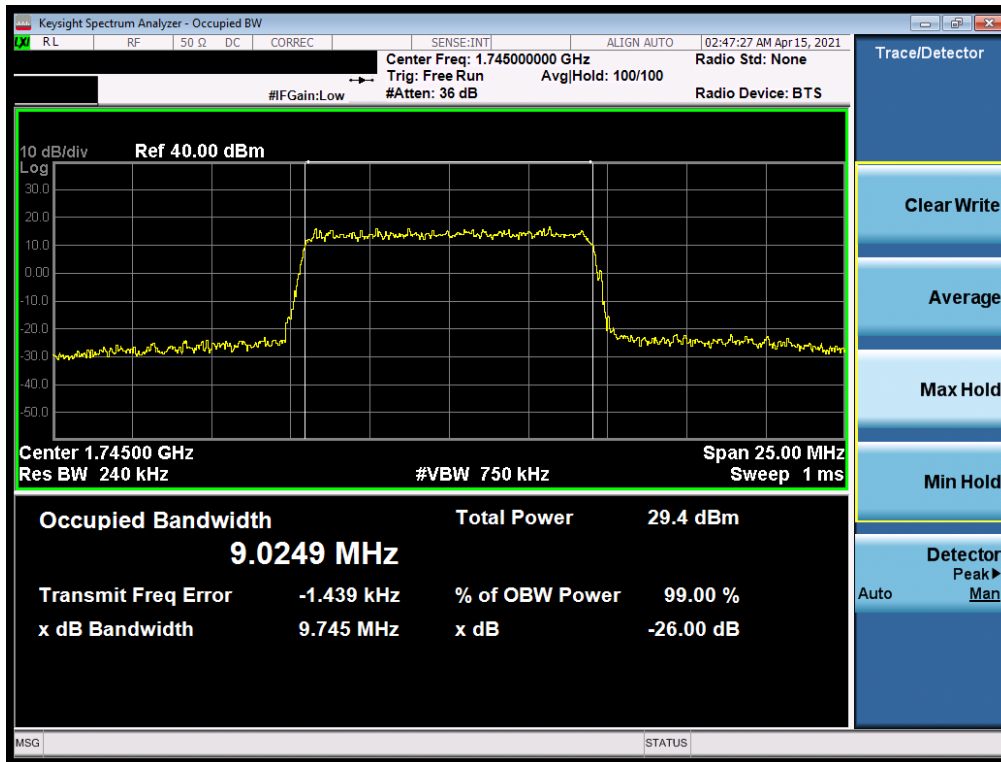 Keysight Spectrum Analyzer - Occupied BW
LXI RL RF 50 Ω DC CORREC SENSE:INT ALIGN AUTO 02:47:27 AM Apr 15, 2021
Center Freq: 1.745000000 GHz Radio Std: None
Trig: Free Run Avg|Hold: 100/100
#IFGain:Low #Atten: 36 dB Radio Device: BTS
10 dB/div Ref 40.00 dBm
Log
30.0
20.0
10.0
0.00
-10.0
-20.0
-30.0
-40.0
-50.0
Center 1.74500 GHz Span 25.00 MHz
Res BW 240 kHz #VBW 750 kHz Sweep 1 ms
Occupied Bandwidth Total Power 29.4 dBm
9.0249 MHz
Transmit Freq Error -1.439 kHz % of OBW Power 99.00 %
x dB Bandwidth 9.745 MHz x dB -26.00 dB
Trace/Detector
Clear Write
Average
Max Hold
Min Hold
Detector
Peak▶
Auto Man
MSG STATUS